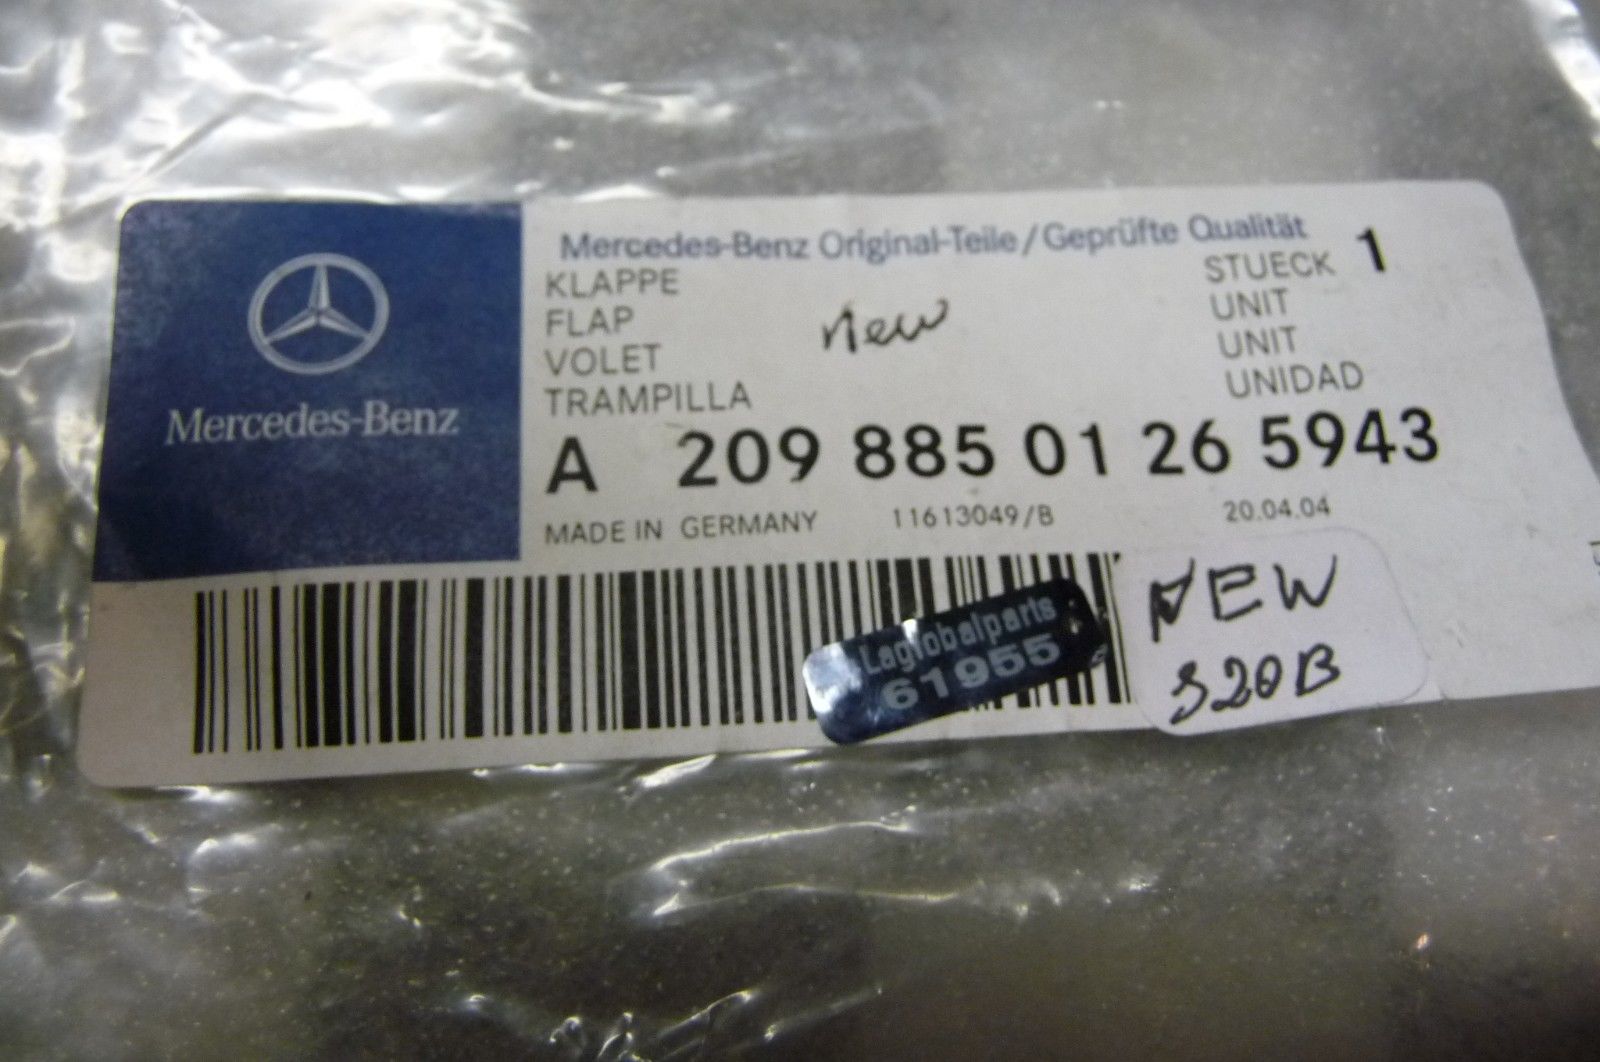 Mercedes-Benz
Mercedes-Benz Original-Teile/Geprüfte Qualität
KLAPPE
FLAP
VOLET
TRAMPILLA
new
STUECK 1
UNIT
UNIT
UNIDAD
A 209 885 01 26 5943
MADE IN GERMANY 11613049/B 20.04.04
Laglobalparts
61955
NEW
S20B